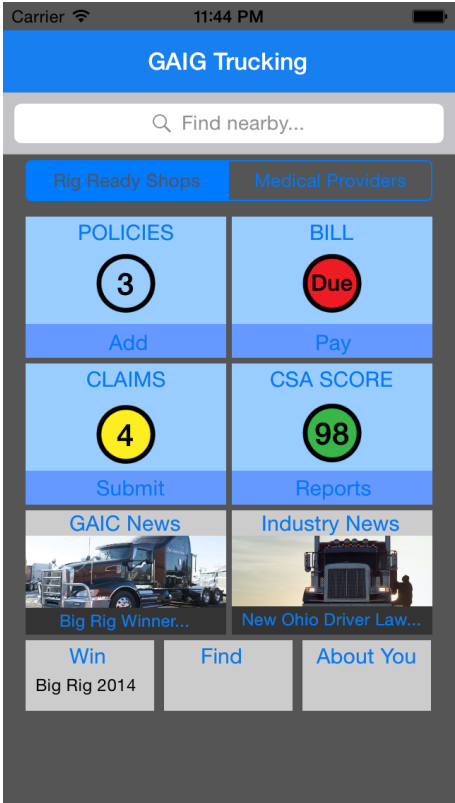 Carrier 11:44 PM
GAIG Trucking
Find nearby...
Rig Ready Shops Medical Providers
POLICIES BILL
3 Due
Add Pay
CLAIMS CSA SCORE
4 98
Submit Reports
GAIC News Industry News
Big Rig Winner... New Ohio Driver Law...
Win Find About You
Big Rig 2014